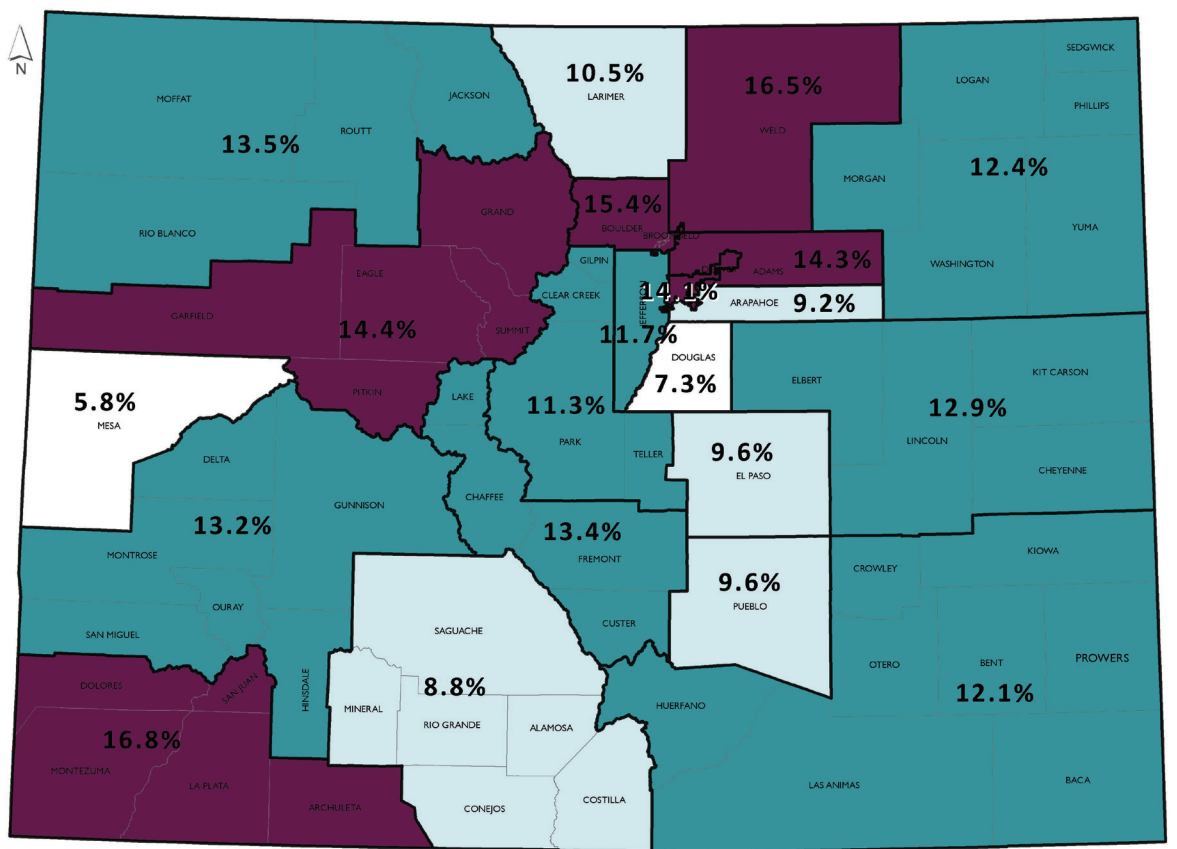 SEDGWICK
10.5%
LARIMER
16.5%
WELD
LOGAN
MOFFAT
JACKSON
PHILLIPS
N
13.5%
ROUTT
12.4%
MORGAN
15.4%
BOULDER
GRAND
RIO BLANCO
BROOMFIELD
YUMA
GILPIN
ADAMS
14.3%
WASHINGTON
EAGLE
CLEAR CREEK
14.1%
JEFFERSON
ARAPAHOE
9.2%
GARFIELD
14.4%
SUMMIT
11.7%
DOUGLAS
7.3%
ELBERT
KIT CARSON
PITKIN
LAKE
5.8%
MESA
11.3%
12.9%
PARK
TELLER
LINCOLN
DELTA
9.6%
EL PASO
CHEYENNE
CHAFFEE
GUNNISON
13.2%
13.4%
FREMONT
MONTROSE
KIOWA
CROWLEY
9.6%
PUEBLO
OURAY
CUSTER
SAN MIGUEL
SAGUACHE
OTERO
BENT
PROWERS
12.1%
DOLORES
SAN JUAN
HINSDALE
8.8%
MINERAL
RIO GRANDE
ALAMOSA
HUERFANO
16.8%
MONTEZUMA
LA PLATA
ARCHULETA
CONEJOS
COSTILLA
LAS ANIMAS
BACA